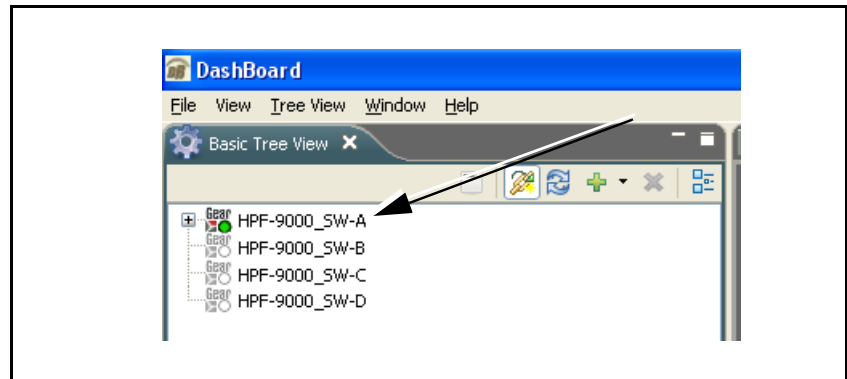 DashBoard
File View Tree View Window Help
Basic Tree View
Gear HPF-9000_SW-A
Gear HPF-9000_SW-B
Gear HPF-9000_SW-C
Gear HPF-9000_SW-D